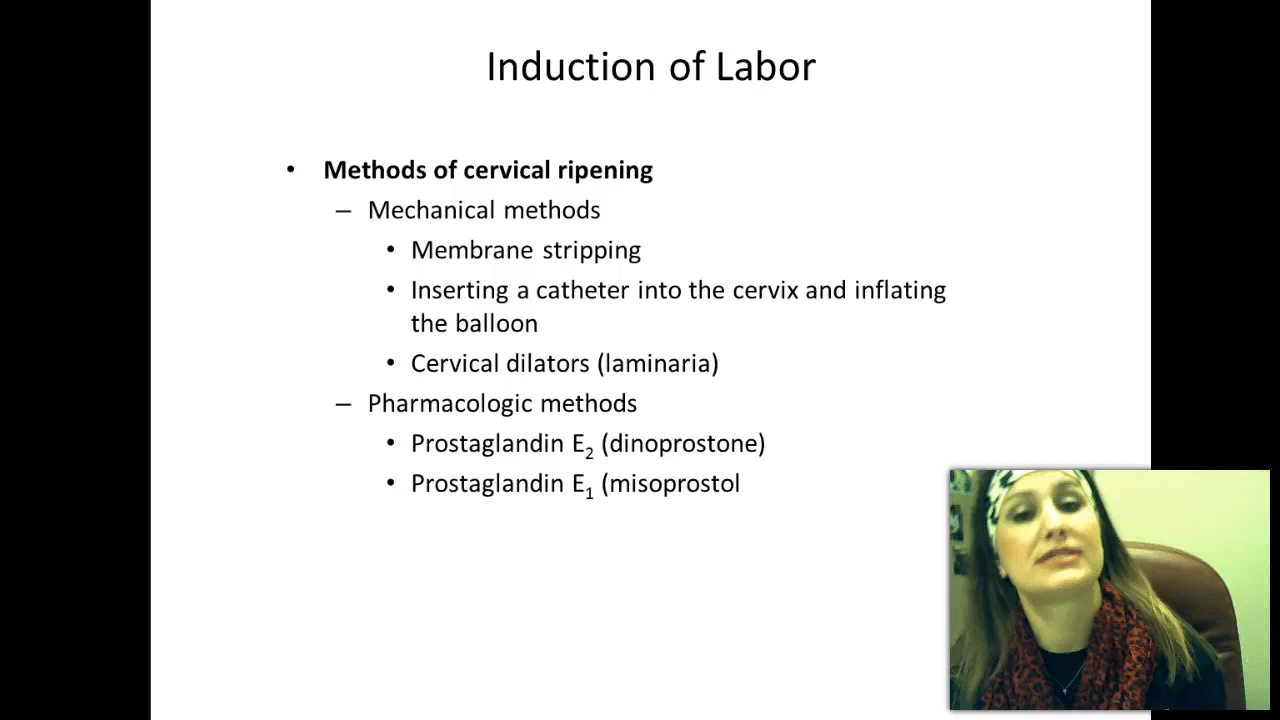 Induction of Labor
• Methods of cervical ripening
– Mechanical methods
• Membrane stripping
• Inserting a catheter into the cervix and inflating
the balloon
• Cervical dilators (laminaria)
– Pharmacologic methods
• Prostaglandin E₂ (dinoprostone)
• Prostaglandin E₁ (misoprostol